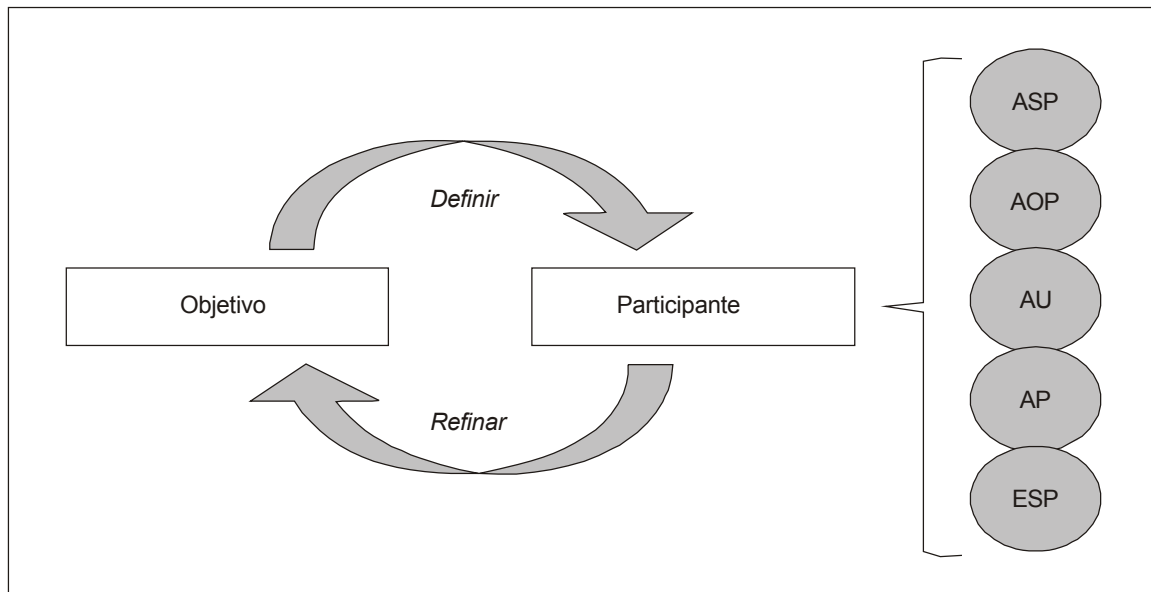 Definir
Objetivo
Participante
Refinar
ASP
AOP
AU
AP
ESP